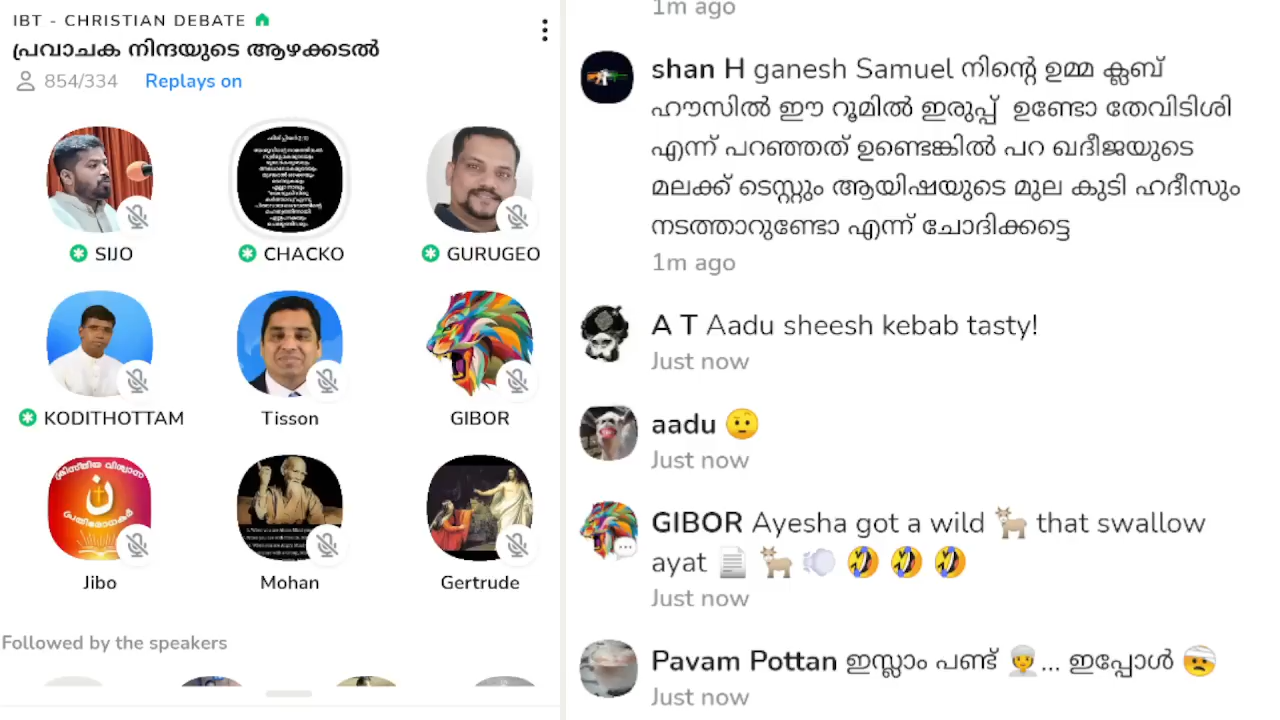 IBT - CHRISTIAN DEBATE
പ്രവാചക നിന്ദയുടെ ആഴക്കടൽ
854/334 Replays on
SIJO
CHACKO
GURUGEO
KODITHOTTAM
Tisson
GIBOR
ക്രിസ്തീയ വിശ്വാസ
പ്രതിരോധകർ
Jibo
Mohan
Gertrude
Followed by the speakers
1m ago
shan H ganesh Samuel നിന്റെ ഉമ്മ ക്ലബ്
ഹൗസിൽ ഈ റൂമിൽ ഇരുപ്പ് ഉണ്ടോ തേവിടിശി
എന്ന് പറഞ്ഞത് ഉണ്ടെങ്കിൽ പറ ഖദീജയുടെ
മലക്ക് ടെസ്റ്റും ആയിഷയുടെ മുല കുടി ഹദീസും
നടത്താറുണ്ടോ എന്ന് ചോദിക്കട്ടെ
1m ago
A T Aadu sheesh kebab tasty!
Just now
aadu 🤨
Just now
GIBOR Ayesha got a wild 🐐 that swallow
ayat 📄 🐐 💨 🤣 🤣 🤣
Just now
Pavam Pottan ഇസ്ലാം പണ്ട് 👳... ഇപ്പോൾ 🤕
Just now